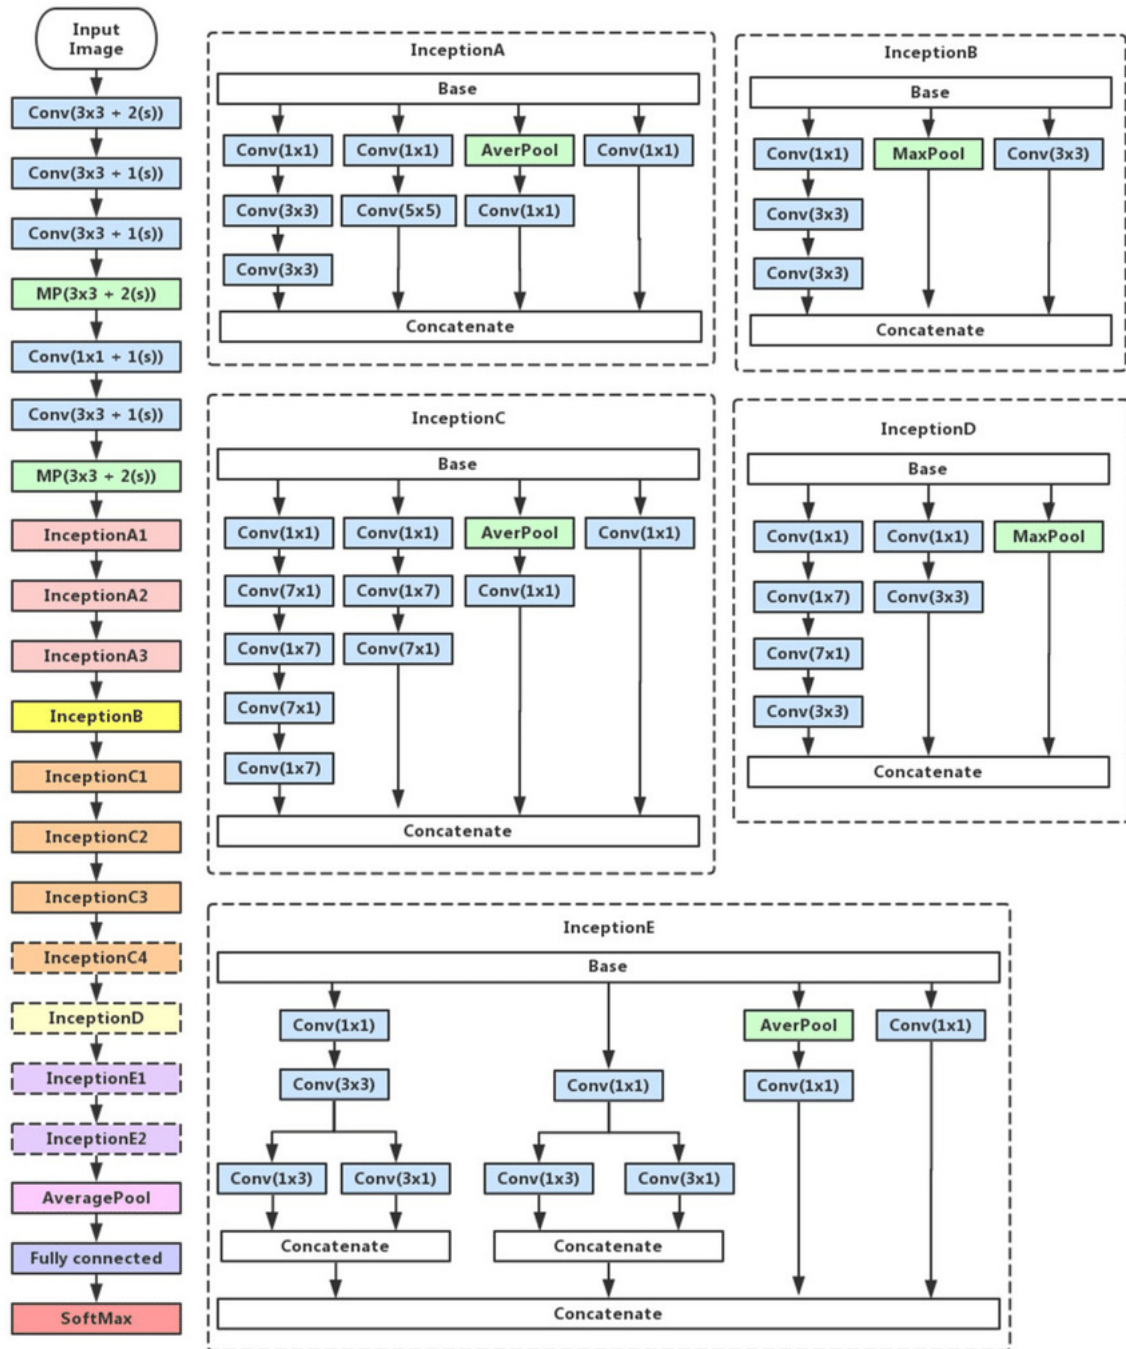 Input
Image
Conv(3x3 + 2(s))
Conv(3x3 + 1(s))
Conv(3x3 + 1(s))
MP(3x3 + 2(s))
Conv(1x1 + 1(s))
Conv(3x3 + 1(s))
MP(3x3 + 2(s))
InceptionA1
InceptionA2
InceptionA3
InceptionB
InceptionC1
InceptionC2
InceptionC3
InceptionC4
InceptionD
InceptionE1
InceptionE2
AveragePool
Fully connected
SoftMax
InceptionA
Base
Conv(1x1) Conv(1x1) AverPool Conv(1x1)
Conv(3x3) Conv(5x5) Conv(1x1)
Conv(3x3)
Concatenate
InceptionB
Base
Conv(1x1) MaxPool Conv(3x3)
Conv(3x3)
Conv(3x3)
Concatenate
InceptionC
Base
Conv(1x1) Conv(1x1) AverPool Conv(1x1)
Conv(7x1) Conv(1x7) Conv(1x1)
Conv(1x7) Conv(7x1)
Conv(7x1)
Conv(1x7)
Concatenate
InceptionD
Base
Conv(1x1) Conv(1x1) MaxPool
Conv(1x7) Conv(3x3)
Conv(7x1)
Conv(3x3)
Concatenate
InceptionE
Base
Conv(1x1) AverPool Conv(1x1)
Conv(3x3) Conv(1x1) Conv(1x1)
Conv(1x3) Conv(3x1) Conv(1x3) Conv(3x1)
Concatenate Concatenate
Concatenate